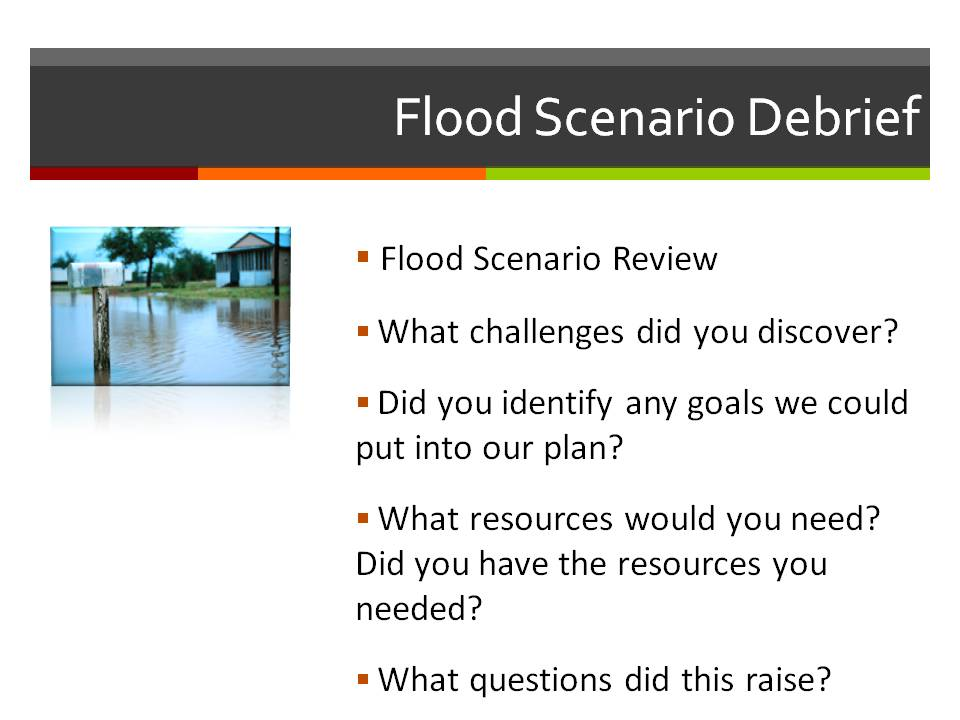 Flood Scenario Debrief
▪ Flood Scenario Review
▪ What challenges did you discover?
▪ Did you identify any goals we could
put into our plan?
▪ What resources would you need?
Did you have the resources you
needed?
▪ What questions did this raise?